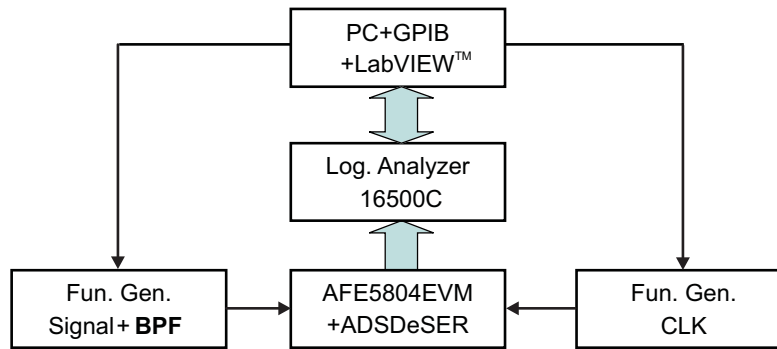 PC+GPIB
+LabVIEW™
Log. Analyzer
16500C
Fun. Gen.
Signal+ BPF
AFE5804EVM
+ADSDeSER
Fun. Gen.
CLK